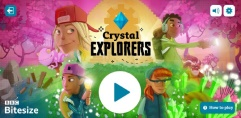 Crystal
EXPLORERS
BBC
Bitesize
How to play